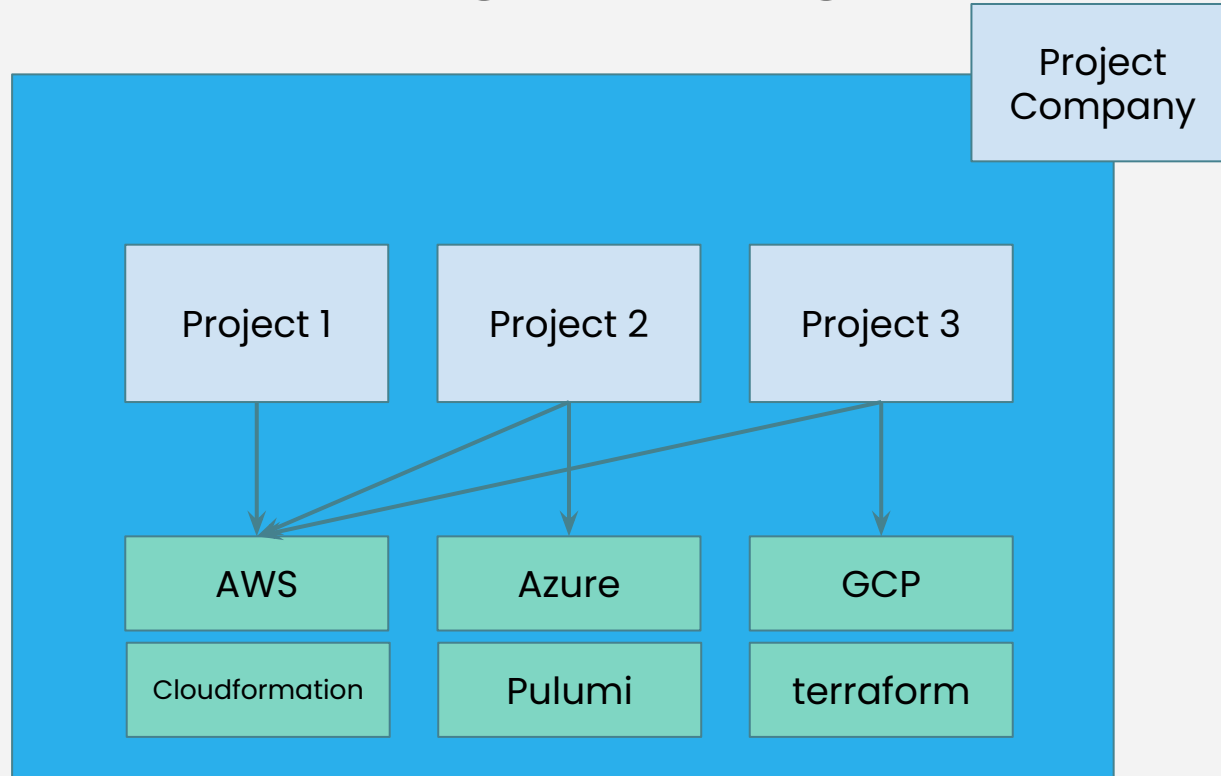 Project
Company
Project 1
Project 2
Project 3
AWS
Azure
GCP
Cloudformation
Pulumi
terraform